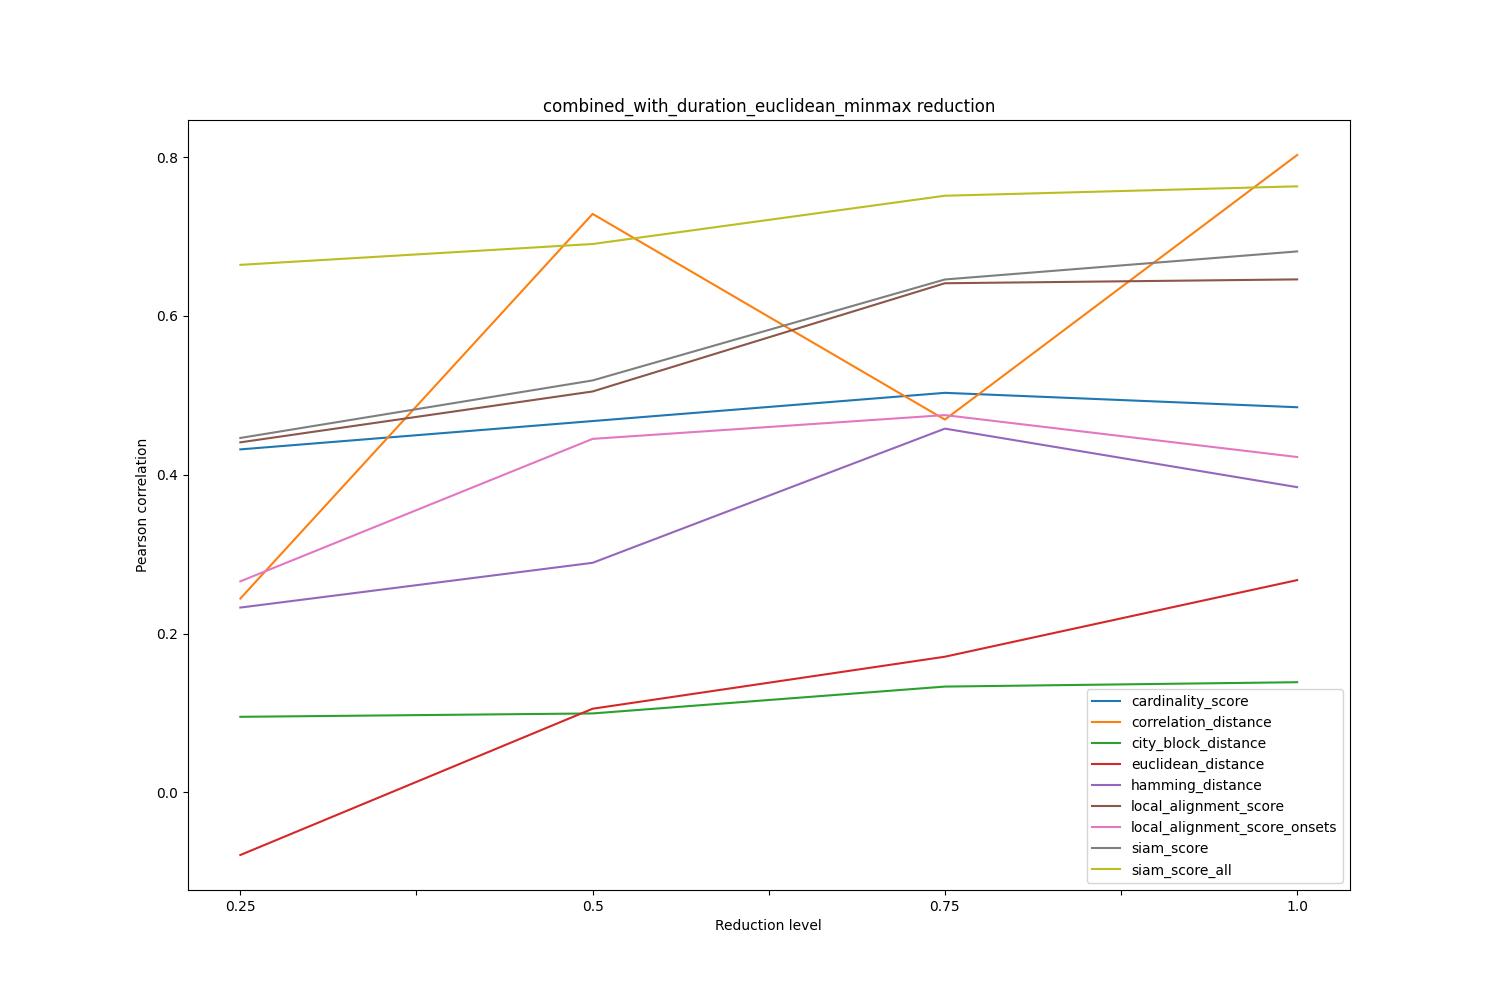 combined_with_duration_euclidean_minmax reduction
0.8
0.6
0.4
0.2
0.0
Pearson correlation
0.25 0.5 0.75 1.0
Reduction level
cardinality_score
correlation_distance
city_block_distance
euclidean_distance
hamming_distance
local_alignment_score
local_alignment_score_onsets
siam_score
siam_score_all